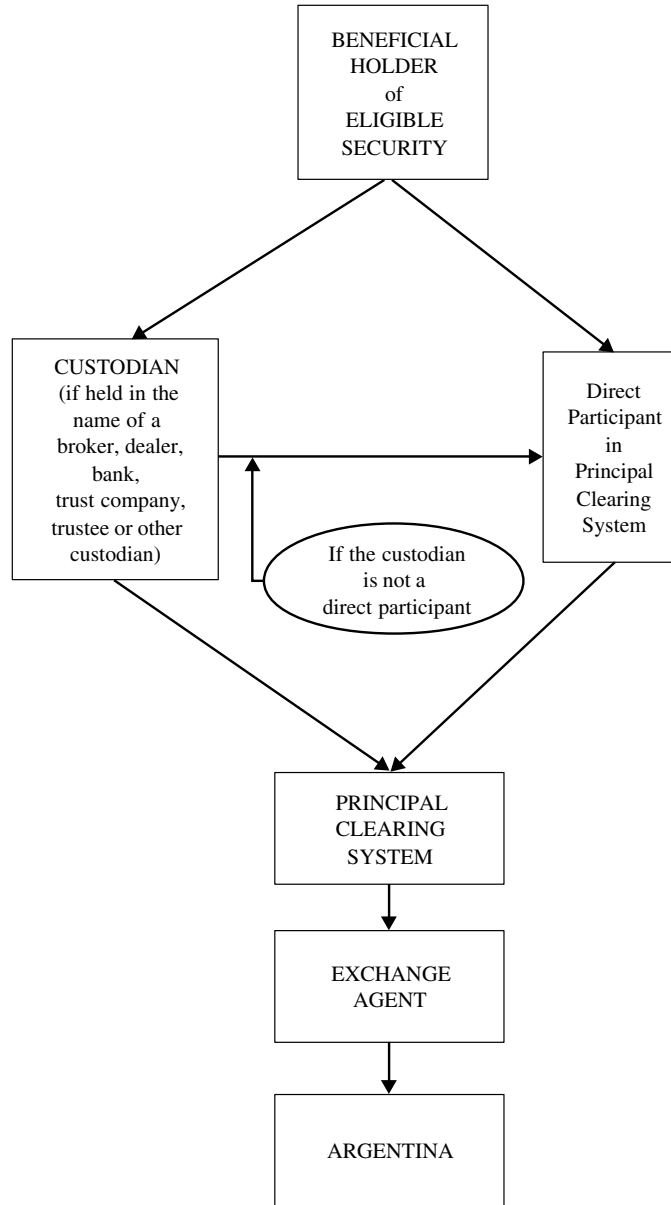 BENEFICIAL
HOLDER
of
ELIGIBLE
SECURITY
CUSTODIAN
(if held in the
name of a
broker, dealer,
bank,
trust company,
trustee or other
custodian)
Direct
Participant
in
Principal
Clearing
System
If the custodian
is not a
direct participant
PRINCIPAL
CLEARING
SYSTEM
EXCHANGE
AGENT
ARGENTINA